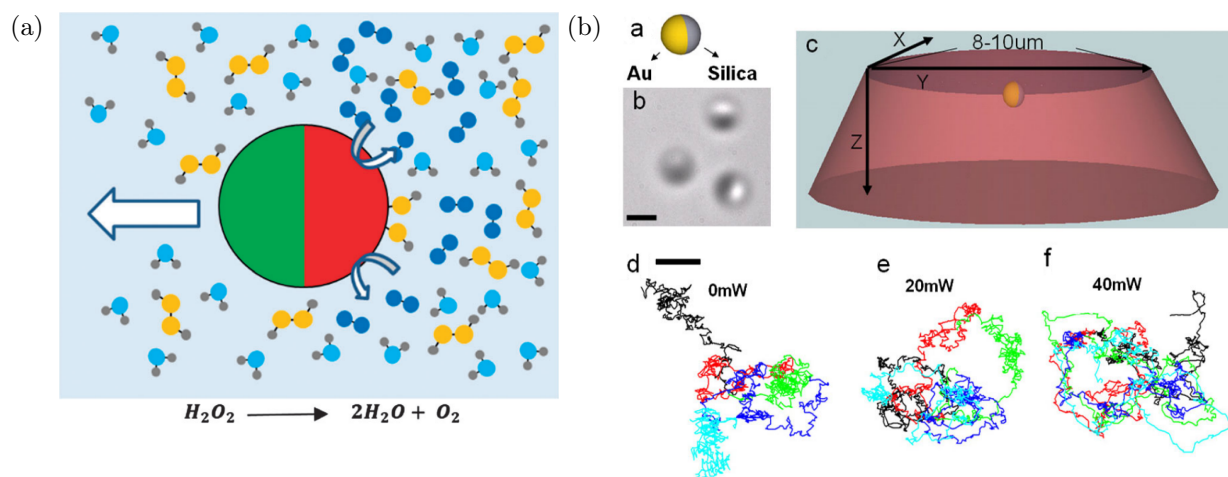 (a)
H₂O₂ ⟶ 2H₂O + O₂
(b)
a
Au
Silica
b
c
X
8-10um
Y
Z
d
0mW
e
20mW
f
40mW